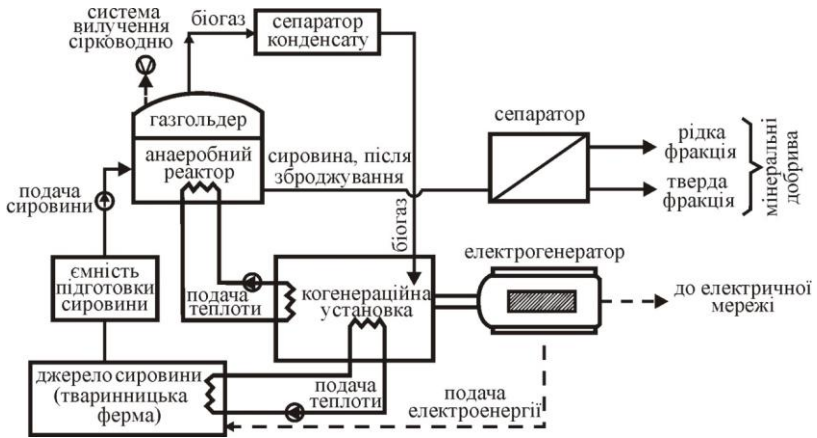 система
вилучення
сірководню
біогаз
сепаратор
конденсату
газгольдер
анаеробний
реактор
сировина, після
зброджування
сепаратор
рідка
фракція
тверда
фракція
мінеральні
добрива
подача
сировини
біогаз
ємність
підготовки
сировини
подача
теплоти
когенераційна
установка
електрогенератор
до електричної
мережі
джерело сировини
(тваринницька
ферма)
подача
теплоти
подача
електроенергії